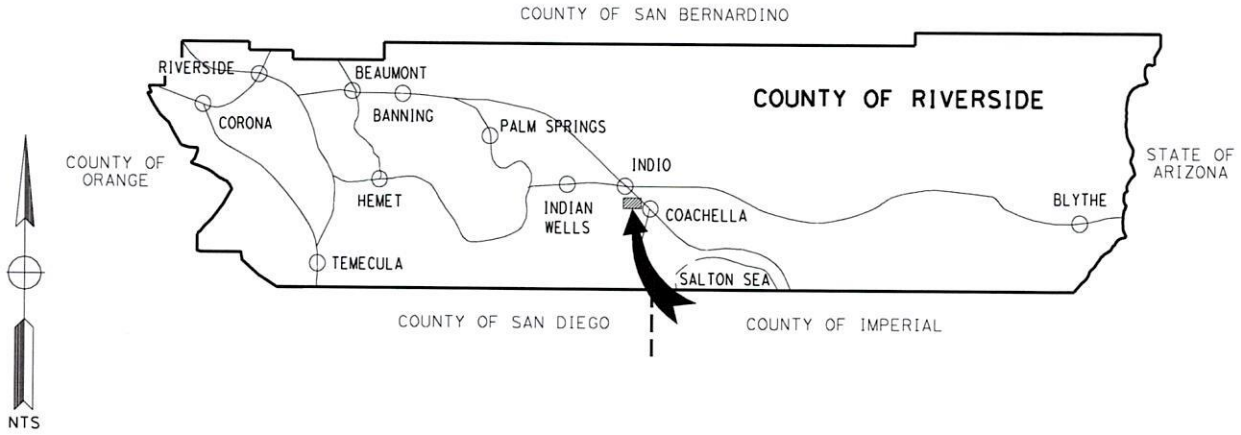 COUNTY OF SAN BERNARDINO
RIVERSIDE
BEAUMONT
COUNTY OF RIVERSIDE
BANNING
CORONA
PALM SPRINGS
COUNTY OF
ORANGE
INDIO
STATE OF
ARIZONA
HEMET
INDIAN
WELLS
COACHELLA
BLYTHE
TEMECULA
SALTON SEA
COUNTY OF SAN DIEGO
COUNTY OF IMPERIAL
NTS